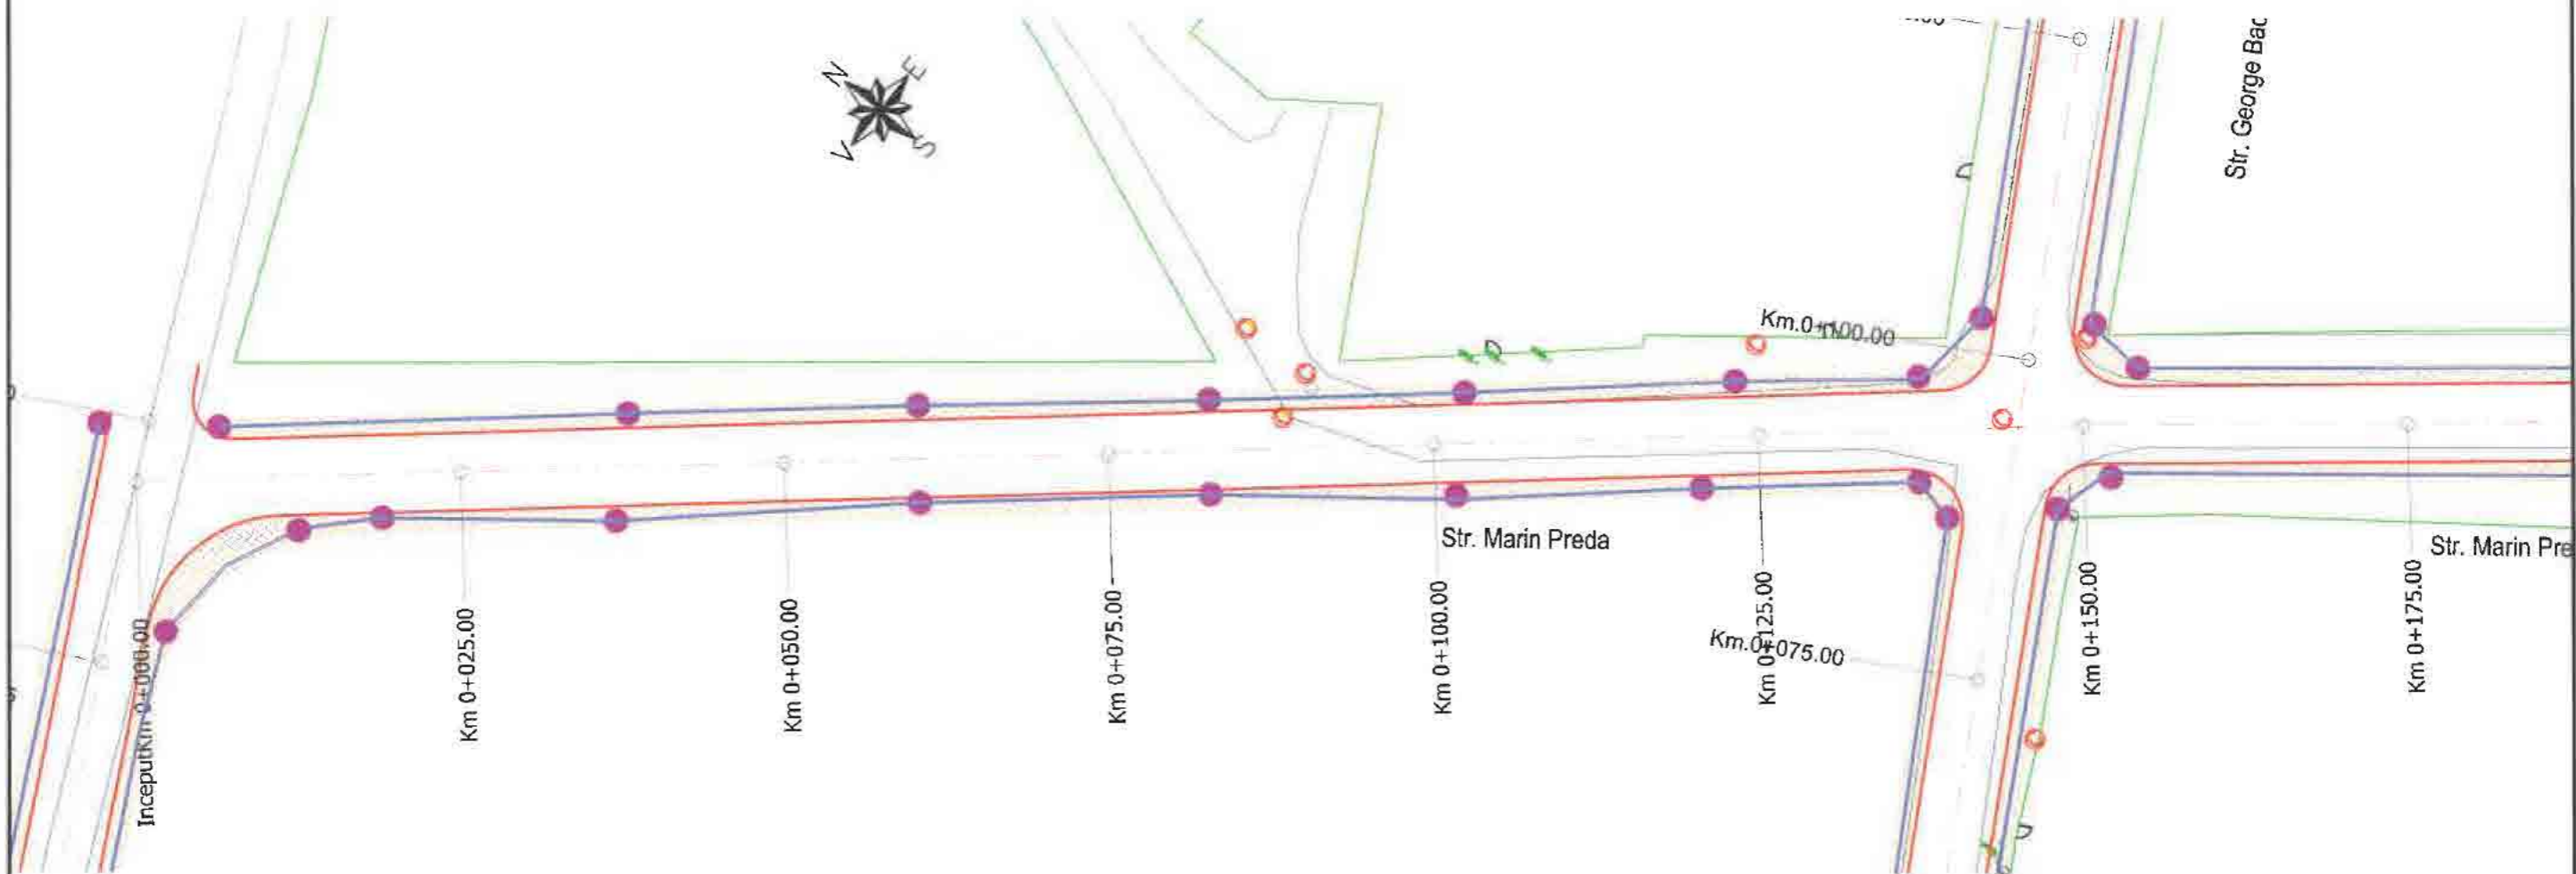 Str. George Bac
N
E
V
S
Km.0+100.00
Str. Marin Preda
Str. Marin Pre
Km.0+075.00
InceputKm 0+000.00
Km 0+025.00
Km 0+050.00
Km 0+075.00
Km 0+100.00
Km 0+125.00
Km 0+150.00
Km 0+175.00